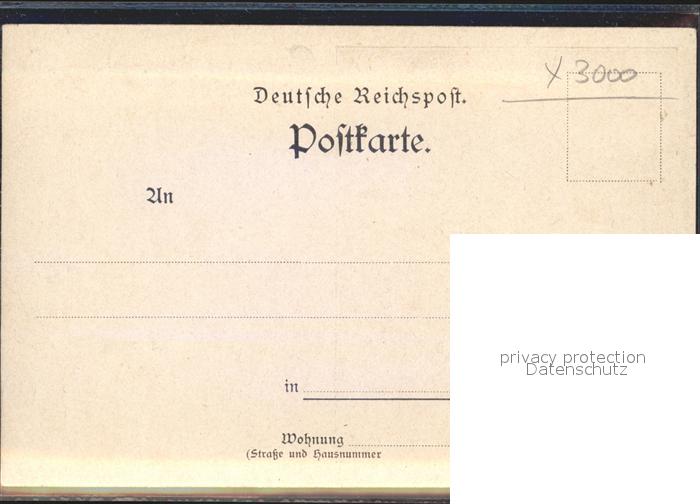 X 3000
Deutsche Reichspost.
Postkarte.
An
privacy protection
Datenschutz
in
Wohnung
(Straße und Hausnummer